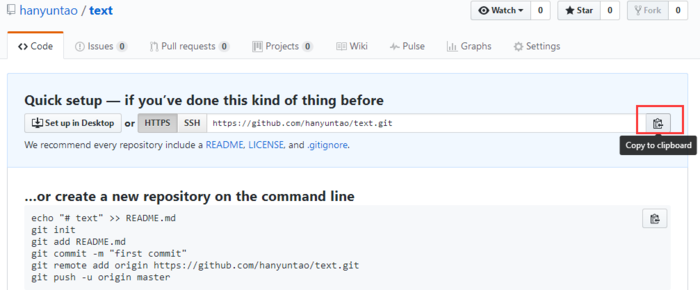 hanyuntao / text
Watch 0 Star 0 Fork 0
Code Issues 0 Pull requests 0 Projects 0 Wiki Pulse Graphs Settings
Quick setup — if you've done this kind of thing before
Set up in Desktop or HTTPS SSH https://github.com/hanyuntao/text.git
Copy to clipboard
We recommend every repository include a README, LICENSE, and .gitignore.
…or create a new repository on the command line
echo "# text" >> README.md
git init
git add README.md
git commit -m "first commit"
git remote add origin https://github.com/hanyuntao/text.git
git push -u origin master